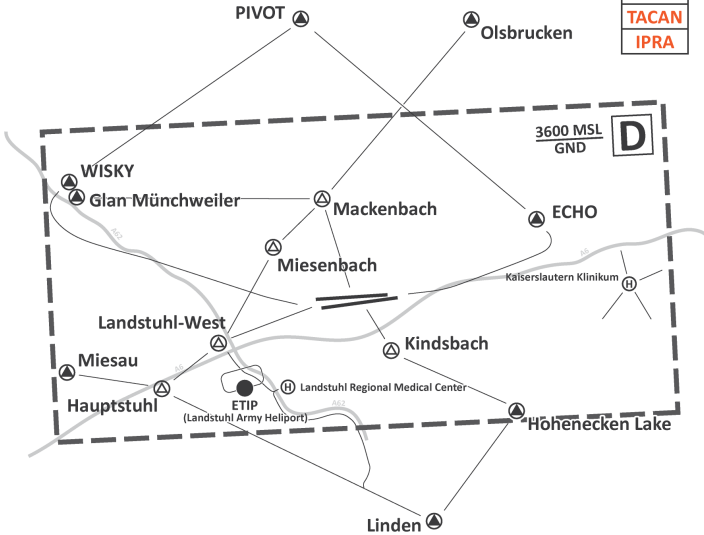 PIVOT
Olsbrucken
TACAN
IPRA
3600 MSL
GND
D
WISKY
Glan Münchweiler
Mackenbach
ECHO
A62
A6
Miesenbach
Kaiserslautern Klinikum
H
Landstuhl-West
Kindsbach
Miesau
A6
H
Landstuhl Regional Medical Center
Hauptstuhl
ETIP
(Landstuhl Army Heliport)
A62
Hohenecken Lake
Linden